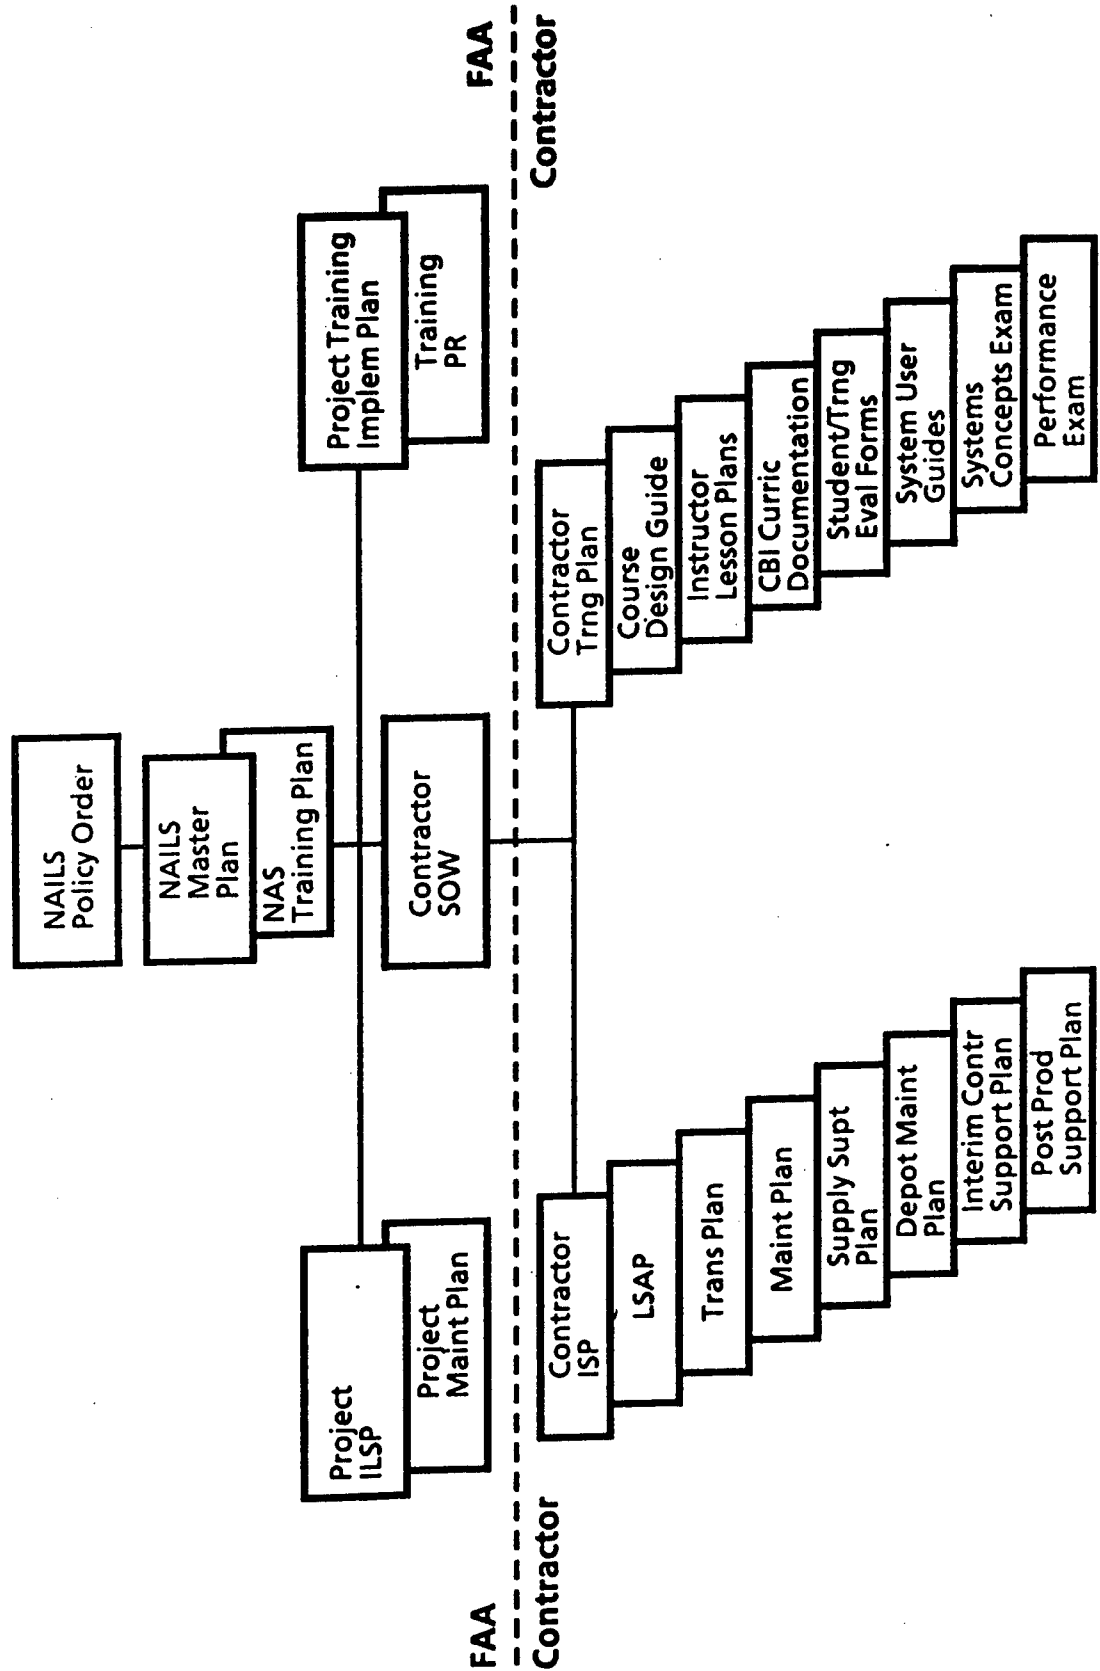 NAILS
Policy Order
NAILS
Master
Plan
NAS
Training Plan
Project
ILSP
Project
Maint Plan
Contractor
SOW
Project Training
Implem Plan
Training
PR
FAA
FAA
Contractor
Contractor
Contractor
ISP
LSAP
Trans Plan
Maint Plan
Supply Supt
Plan
Depot Maint
Plan
Interim Contr
Support Plan
Post Prod
Support Plan
Contractor
Trng Plan
Course
Design Guide
Instructor
Lesson Plans
CBI Curric
Documentation
Student/Trng
Eval Forms
System User
Guides
Systems
Concepts Exam
Performance
Exam